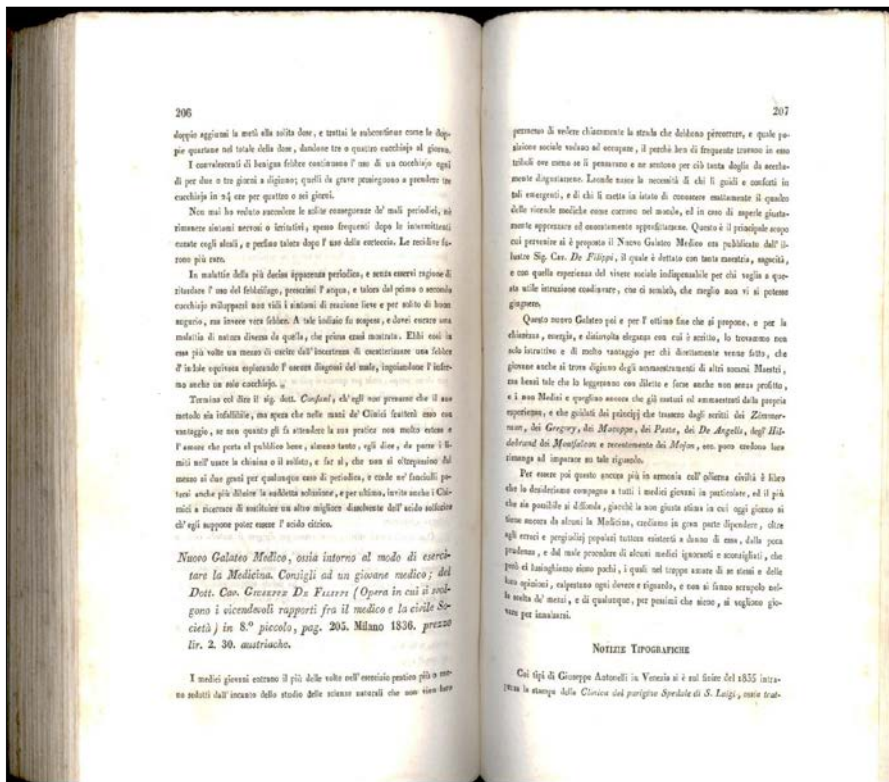 206
doppio aggiunsi la metà alla solita dose, e trattai le subcontinue come le dop-
pie quartane nel totale della dose, dandone tre o quattro cucchiaja al giorno.
I convalescenti di benigna febbre continuano l'uso di un cucchiajo ogni
di per due o tre giorni a digiuno; quelli da grave proseguono a prendere tre
cucchiaja in 24 ore per quattro o sei giorni.
Non mai ho veduto succedere le solite conseguenze de' mali periodici, nè
rimanere sintomi nervosi o irritativi, spesso frequenti dopo le intermittenti
curate cogli alcali, e perfino talora dopo l'uso della corteccia. Le recidive fu-
rono più rare.
In malattie della più decisa apparenza periodica, e senza esservi ragione di
ritardare l'uso del febbrifugo, prescrissi l'acqua, e talora dal primo o secondo
cucchiajo svilupparsi non vidi i sintomi di reazione lieve e per solito di buon
augurio, ma invece vera febbre. A tale indizio fu scoperta, e dovei curare una
malattia di natura diversa da quella, che prima erasi mostrata. Ebbi così in
essa più volte un mezzo di uscire dall'incertezza di caratterizzare una febbre
d'indole equivoca esplorando l'oscura diagnosi del male, ingoiandone l'infer-
mo anche un solo cucchiajo.
Termina col dire il sig. dott. Confani, ch'egli non presume che il suo
metodo sia infallibile, ma spera che nelle mani de' Clinici frutterà esso con
vantaggio, se non quanto gli fa attendere la sua pratica non molto estesa e
l'amore che porta al pubblico bene, almeno tanto, egli dice, da porre i li-
miti nell'usare la chinina o il solfato, e far sì, che non si oltrepassino dal
mezzo ai due grani per qualunque caso di periodica, e crede ne' fanciulli po-
tersi anche più diluire la suddetta soluzione, e per ultimo, invita anche i Chi-
mici a ricercare di sostituire un altro migliore dissolvente dell'acido solforico
ch'egli suppone poter essere l'acido citrico.
Nuovo Galateo Medico, ossia intorno al modo di eserci-
tare la Medicina. Consigli ad un giovane medico; del
Dott. Cav. GIUSEPPE DE FILIPPI (Opera in cui si svol-
gono i vicendevoli rapporti fra il medico e la civile So-
cietà) in 8.° piccolo, pag. 205. Milano 1836. prezzo
lir. 2. 30. austriache.
I medici giovani entrano il più delle volte nell'esercizio pratico più o me-
no sedotti dall'incanto dello studio delle scienze naturali che non vien loro
207
permesso di vedere chiaramente la strada che debbono percorrere, e quale po-
sizione sociale vadano ad occupare, il perchè ben di frequente trovano in esso
triboli ove meno se li pensavano e ne sentono per ciò tanta doglia da acerba-
mente disgustarsene. Laonde nasce la necessità di chi li guidi e conforti in
tali emergenti, e di chi li metta in istato di conoscere esattamente il quadro
delle vicende mediche come corrono nel mondo, ed in caso di saperle giusta-
mente apprezzare ed onestamente approfittarne. Questo è il principale scopo
cui pervenire si è proposto il Nuovo Galateo Medico ora pubblicato dall'il-
lustre Sig. Cav. De Filippi, il quale è dettato con tanta maestria, sagacità,
e con quella esperienza del vivere sociale indispensabile per chi voglia a que-
sta utile istruzione coadiuvare, che ci sembrò, che meglio non vi si potesse
giugnere.
Questo nuovo Galateo poi e per l'ottimo fine che si propone, e per la
chiarezza, energia, e disinvolta eleganza con cui è scritto, lo trovammo non
solo istruttivo e di molto vantaggio per chi direttamente venne fatto, che
giovane anche si trova digiuno degli ammaestramenti di altri socarsi Maestri,
ma bensì tale che lo leggeranno con diletto e forse anche non senza profitto,
e i non Medici e queglino ancora che già maturi ed ammaestrati dalla propria
esperienza, e che guidati dei principj che trassero dagli scritti dei Zimmer-
mann, dei Gregory, dei Macoppe, dei Pasta, dei De Angelis, degl'Hil-
debrand dei Montfalcon e recentemente dei Mojon, ecc. poco credono loro
rimanga ad imparare su tale riguardo.
Per essere poi questo ancora più in armonia coll'odierna civiltà è libro
che lo desideriamo compagno a tutti i medici giovani in particolare, ed il più
che sia possibile si diffonda, giacchè la non giusta stima in cui oggi giorno si
tiene ancora da alcuni la Medicina, crediamo in gran parte dipendere, oltre
agli erronei e pregiudizj popolari tuttora esistenti a danno di essa, dalla poca
prudenza, e dal male procedere di alcuni medici ignoranti e sconsigliati, che
però ci lusinghiamo sieno pochi, i quali nel troppo amare di se stessi e delle
loro opinioni, calpestano ogni dovere e riguardo, e non si fanno scrupolo nel-
la scelta de' mezzi, e di qualunque, per pessimi che sieno, si vogliono gio-
vare per innalzarsi.
NOTIZIE TIPOGRAFICHE
Coi tipi di Giuseppe Antonelli in Venezia si è sul finire del 1835 intra-
presa la stampa della Clinica del parigino Spedale di S. Luigi, ossia trat-